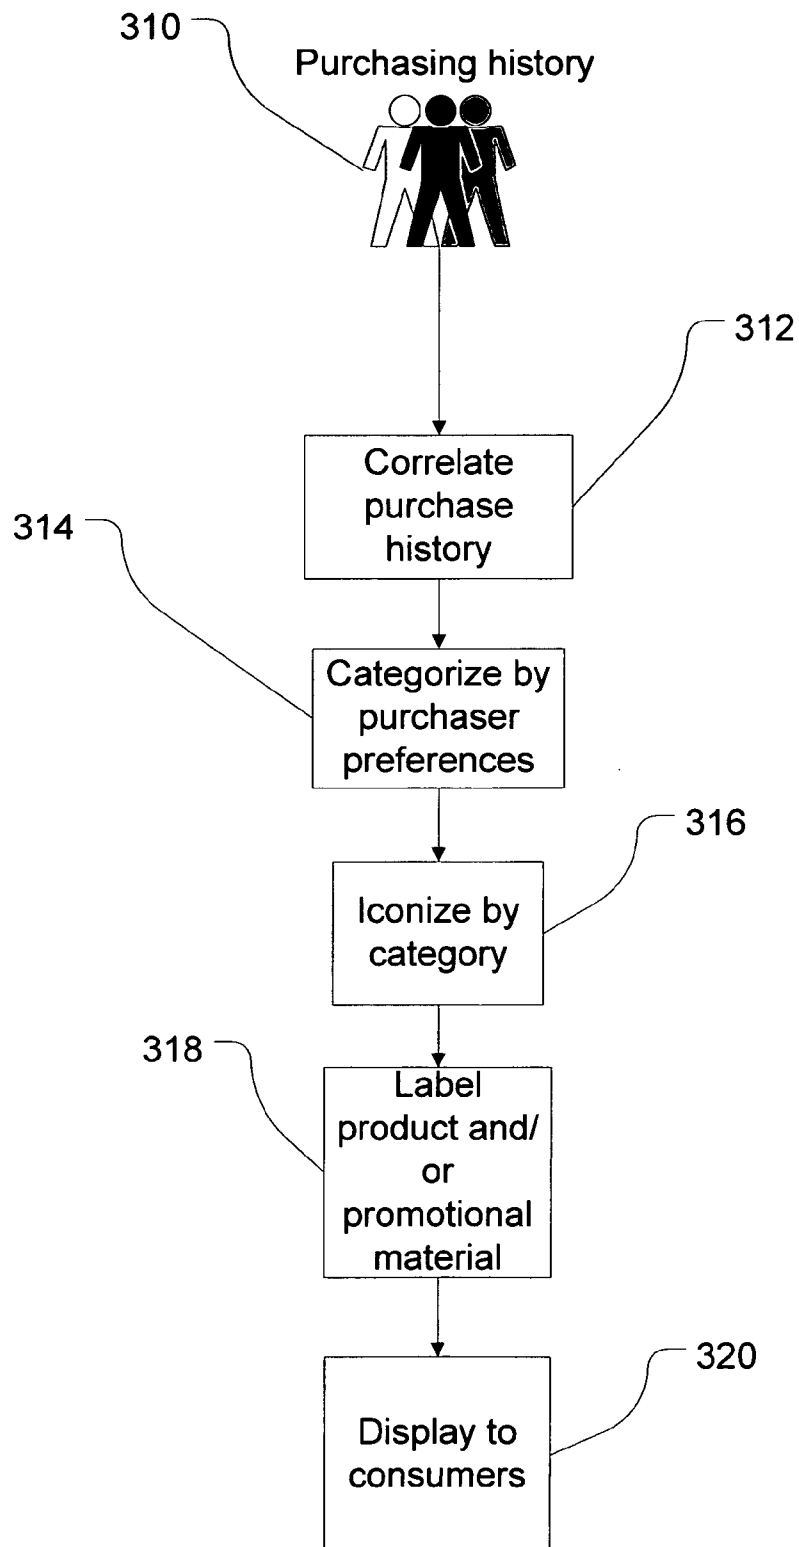 310
Purchasing history
312
Correlate
purchase
history
314
Categorize by
purchaser
preferences
316
Iconize by
category
318
Label
product and/
or
promotional
material
320
Display to
consumers